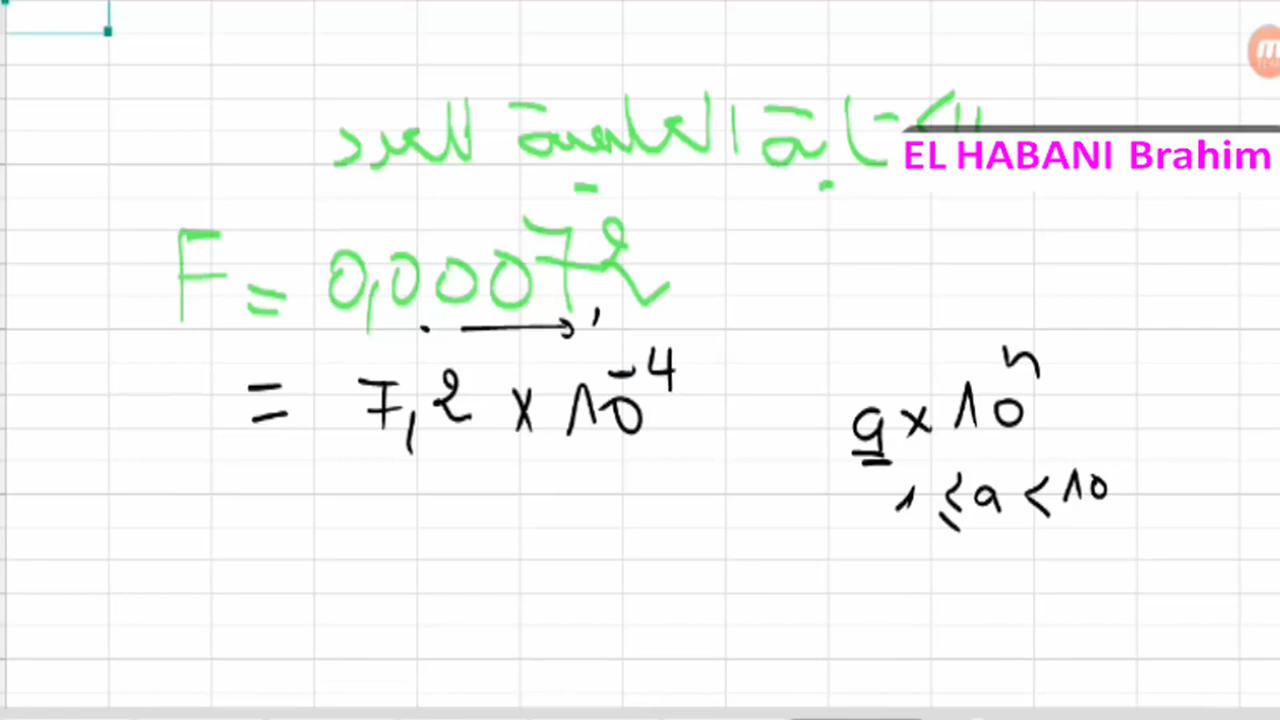 الكتابة العلمية للعدد
EL HABANI Brahim
F = 0,00072
= 7,2 × 10⁻⁴
a × 10ⁿ
1 ≤ a < 10